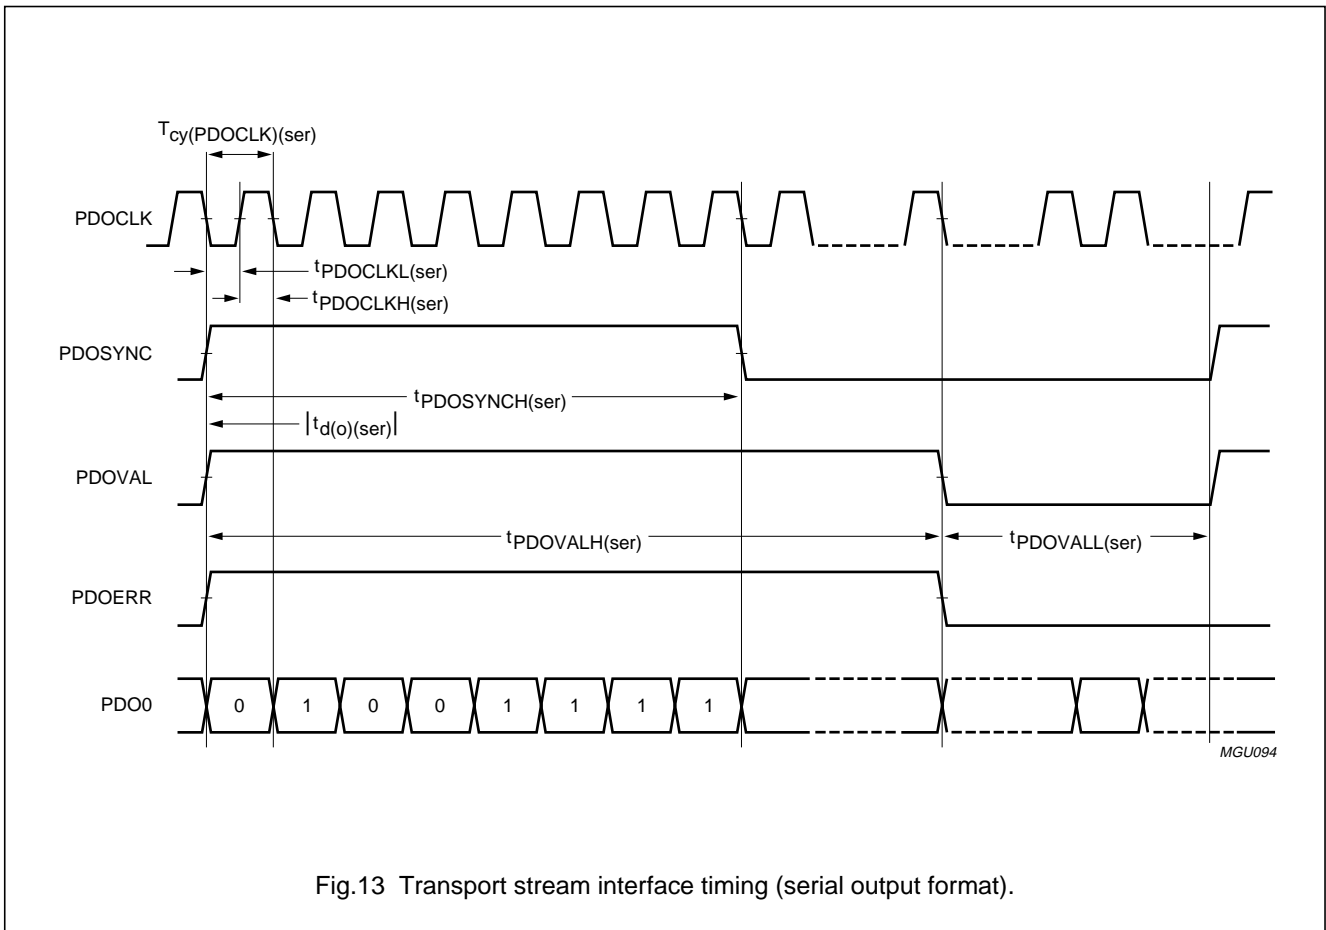 Tcy(PDOCLK)(ser)
PDOCLK
tPDOCLKL(ser)
tPDOCLKH(ser)
PDOSYNC
tPDOSYNCH(ser)
|td(o)(ser)|
PDOVAL
tPDOVALH(ser)
tPDOVALL(ser)
PDOERR
PDO0 0 1 0 0 1 1 1 1
MGU094
Fig.13 Transport stream interface timing (serial output format).